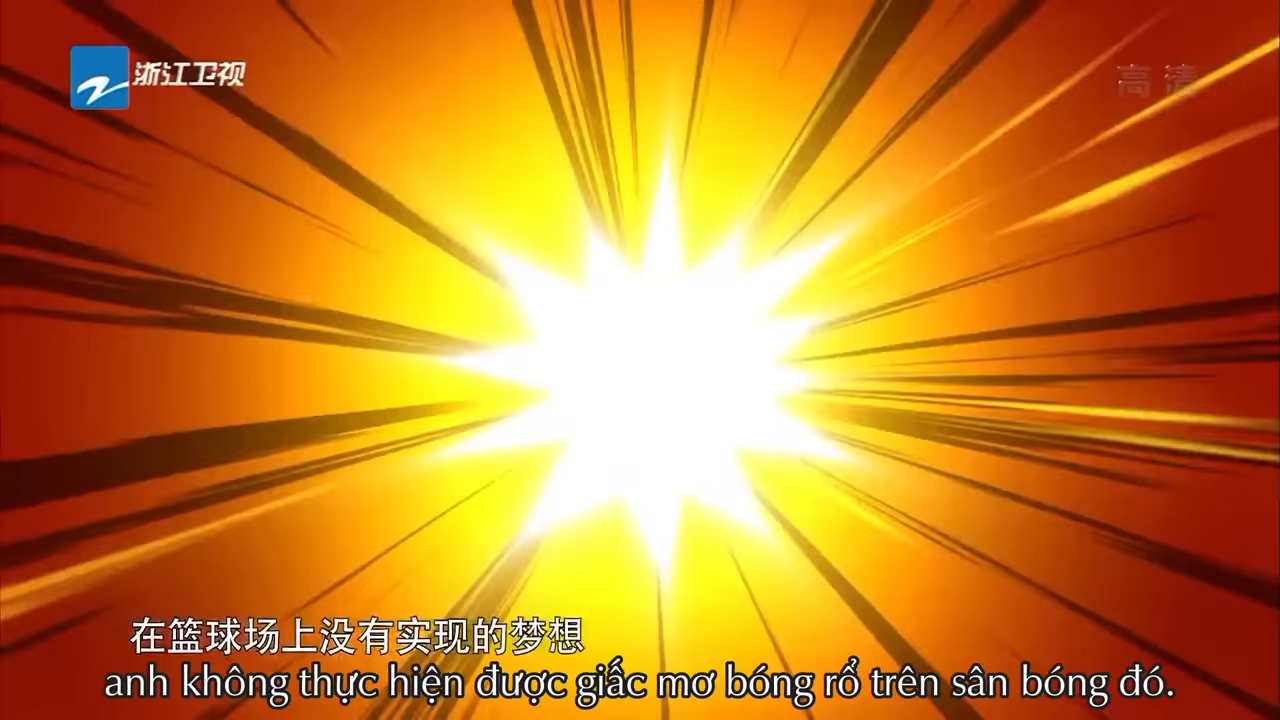 浙江卫视
高清
在篮球场上没有实现的梦想
anh không thực hiện được giấc mơ bóng rổ trên sân bóng đó.